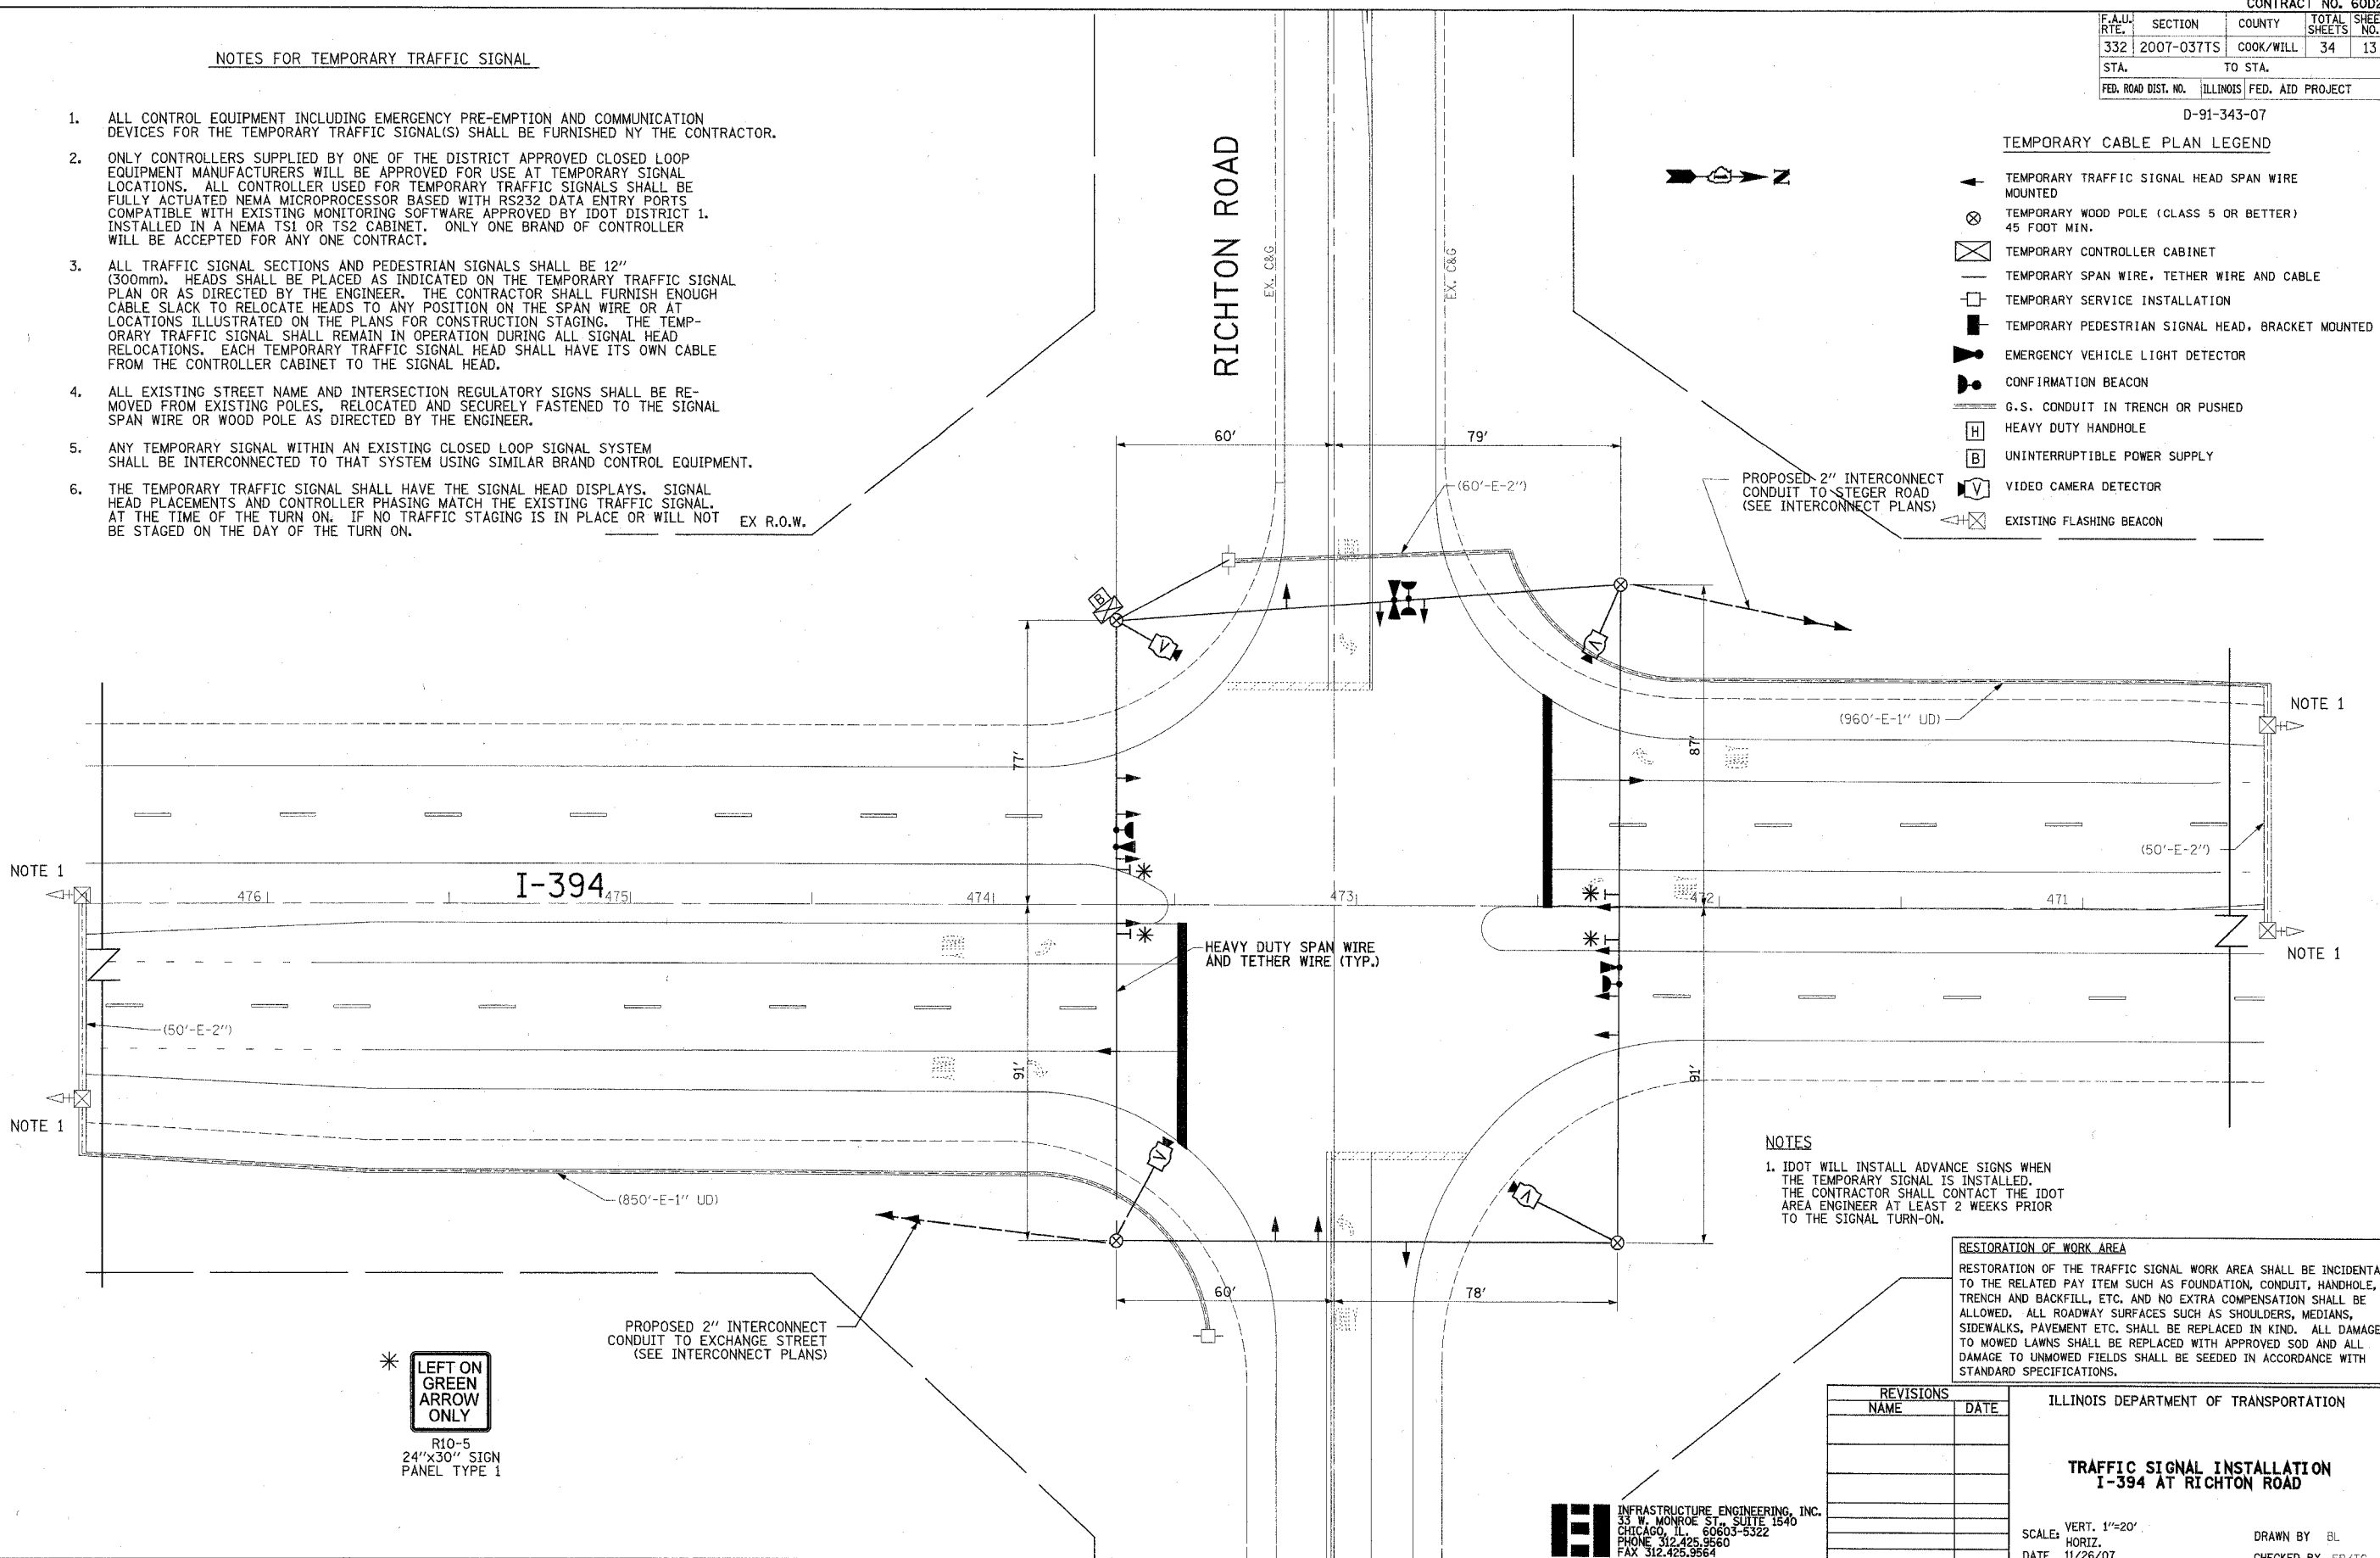 CONTRACT NO. 60D2
F.A.U. RTE. SECTION COUNTY TOTAL SHEETS SHEE NO.
332 2007-037TS COOK/WILL 34 13
STA. TO STA.
FED. ROAD DIST. NO. ILLINOIS FED. AID PROJECT
D-91-343-07
NOTES FOR TEMPORARY TRAFFIC SIGNAL
1. ALL CONTROL EQUIPMENT INCLUDING EMERGENCY PRE-EMPTION AND COMMUNICATION
DEVICES FOR THE TEMPORARY TRAFFIC SIGNAL(S) SHALL BE FURNISHED NY THE CONTRACTOR.
2. ONLY CONTROLLERS SUPPLIED BY ONE OF THE DISTRICT APPROVED CLOSED LOOP
EQUIPMENT MANUFACTURERS WILL BE APPROVED FOR USE AT TEMPORARY SIGNAL
LOCATIONS. ALL CONTROLLER USED FOR TEMPORARY TRAFFIC SIGNALS SHALL BE
FULLY ACTUATED NEMA MICROPROCESSOR BASED WITH RS232 DATA ENTRY PORTS
COMPATIBLE WITH EXISTING MONITORING SOFTWARE APPROVED BY IDOT DISTRICT 1.
INSTALLED IN A NEMA TS1 OR TS2 CABINET. ONLY ONE BRAND OF CONTROLLER
WILL BE ACCEPTED FOR ANY ONE CONTRACT.
3. ALL TRAFFIC SIGNAL SECTIONS AND PEDESTRIAN SIGNALS SHALL BE 12"
(300mm). HEADS SHALL BE PLACED AS INDICATED ON THE TEMPORARY TRAFFIC SIGNAL
PLAN OR AS DIRECTED BY THE ENGINEER. THE CONTRACTOR SHALL FURNISH ENOUGH
CABLE SLACK TO RELOCATE HEADS TO ANY POSITION ON THE SPAN WIRE OR AT
LOCATIONS ILLUSTRATED ON THE PLANS FOR CONSTRUCTION STAGING. THE TEMP-
ORARY TRAFFIC SIGNAL SHALL REMAIN IN OPERATION DURING ALL SIGNAL HEAD
RELOCATIONS. EACH TEMPORARY TRAFFIC SIGNAL HEAD SHALL HAVE ITS OWN CABLE
FROM THE CONTROLLER CABINET TO THE SIGNAL HEAD.
4. ALL EXISTING STREET NAME AND INTERSECTION REGULATORY SIGNS SHALL BE RE-
MOVED FROM EXISTING POLES, RELOCATED AND SECURELY FASTENED TO THE SIGNAL
SPAN WIRE OR WOOD POLE AS DIRECTED BY THE ENGINEER.
5. ANY TEMPORARY SIGNAL WITHIN AN EXISTING CLOSED LOOP SIGNAL SYSTEM
SHALL BE INTERCONNECTED TO THAT SYSTEM USING SIMILAR BRAND CONTROL EQUIPMENT.
6. THE TEMPORARY TRAFFIC SIGNAL SHALL HAVE THE SIGNAL HEAD DISPLAYS. SIGNAL
HEAD PLACEMENTS AND CONTROLLER PHASING MATCH THE EXISTING TRAFFIC SIGNAL.
AT THE TIME OF THE TURN ON. IF NO TRAFFIC STAGING IS IN PLACE OR WILL NOT
BE STAGED ON THE DAY OF THE TURN ON.
EX R.O.W.
RICHTON ROAD
EX. C&G
EX. C&G
N
TEMPORARY CABLE PLAN LEGEND
TEMPORARY TRAFFIC SIGNAL HEAD SPAN WIRE
MOUNTED
TEMPORARY WOOD POLE (CLASS 5 OR BETTER)
45 FOOT MIN.
TEMPORARY CONTROLLER CABINET
TEMPORARY SPAN WIRE, TETHER WIRE AND CABLE
TEMPORARY SERVICE INSTALLATION
TEMPORARY PEDESTRIAN SIGNAL HEAD, BRACKET MOUNTED
EMERGENCY VEHICLE LIGHT DETECTOR
CONFIRMATION BEACON
G.S. CONDUIT IN TRENCH OR PUSHED
H HEAVY DUTY HANDHOLE
B UNINTERRUPTIBLE POWER SUPPLY
V VIDEO CAMERA DETECTOR
EXISTING FLASHING BEACON
60' 79'
(60'-E-2")
PROPOSED 2" INTERCONNECT
CONDUIT TO STEGER ROAD
(SEE INTERCONNECT PLANS)
B
V
V
77'
87'
(960'-E-1" UD)
NOTE 1
(50'-E-2")
NOTE 1
NOTE 1
I-394
476 475 474 473 472 471
HEAVY DUTY SPAN WIRE
AND TETHER WIRE (TYP.)
(50'-E-2")
91'
91'
NOTE 1
V
V
(850'-E-1" UD)
60' 78'
PROPOSED 2" INTERCONNECT
CONDUIT TO EXCHANGE STREET
(SEE INTERCONNECT PLANS)
LEFT ON
GREEN
ARROW
ONLY
R10-5
24"x30" SIGN
PANEL TYPE 1
NOTES
1. IDOT WILL INSTALL ADVANCE SIGNS WHEN
THE TEMPORARY SIGNAL IS INSTALLED.
THE CONTRACTOR SHALL CONTACT THE IDOT
AREA ENGINEER AT LEAST 2 WEEKS PRIOR
TO THE SIGNAL TURN-ON.
RESTORATION OF WORK AREA
RESTORATION OF THE TRAFFIC SIGNAL WORK AREA SHALL BE INCIDENTA
TO THE RELATED PAY ITEM SUCH AS FOUNDATION, CONDUIT, HANDHOLE,
TRENCH AND BACKFILL, ETC. AND NO EXTRA COMPENSATION SHALL BE
ALLOWED. ALL ROADWAY SURFACES SUCH AS SHOULDERS, MEDIANS,
SIDEWALKS, PAVEMENT ETC. SHALL BE REPLACED IN KIND. ALL DAMAGE
TO MOWED LAWNS SHALL BE REPLACED WITH APPROVED SOD AND ALL
DAMAGE TO UNMOWED FIELDS SHALL BE SEEDED IN ACCORDANCE WITH
STANDARD SPECIFICATIONS.
REVISIONS
NAME DATE
ILLINOIS DEPARTMENT OF TRANSPORTATION
TRAFFIC SIGNAL INSTALLATION
I-394 AT RICHTON ROAD
SCALE: VERT. 1"=20'
HORIZ.
DATE 11/26/07
DRAWN BY BL
CHECKED BY
INFRASTRUCTURE ENGINEERING, INC.
33 W. MONROE ST., SUITE 1540
CHICAGO, IL. 60603-5322
PHONE 312.425.9560
FAX 312.425.9564